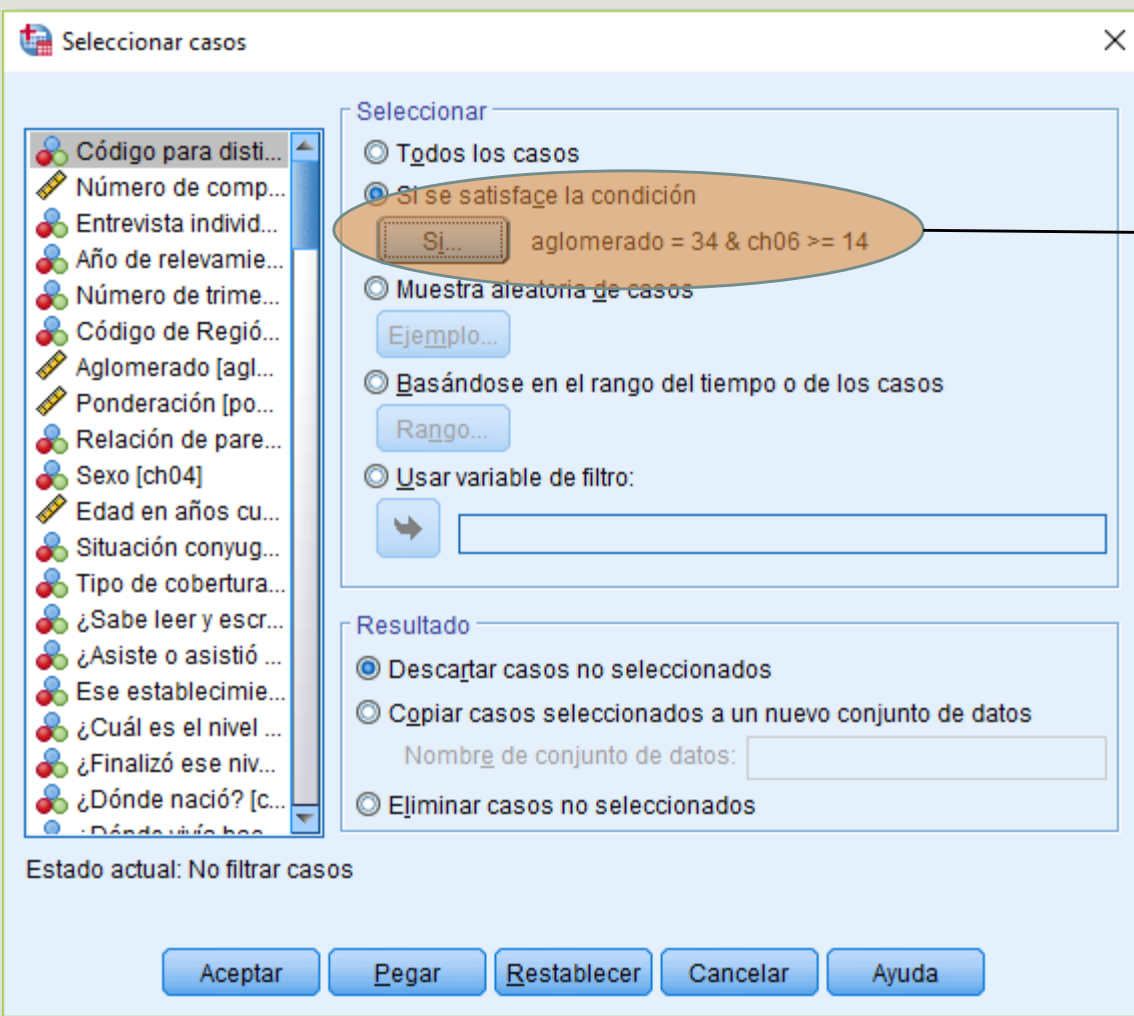 Seleccionar casos
Código para disti...
Número de comp...
Entrevista individ...
Año de relevamie...
Número de trime...
Código de Regió...
Aglomerado [agl...
Ponderación [po...
Relación de pare...
Sexo [ch04]
Edad en años cu...
Situación conyug...
Tipo de cobertura...
¿Sabe leer y escr...
¿Asiste o asistió ...
Ese establecimie...
¿Cuál es el nivel ...
¿Finalizó ese niv...
¿Dónde nació? [c...
Seleccionar
Todos los casos
Si se satisface la condición
Si... aglomerado = 34 & ch06 >= 14
Muestra aleatoria de casos
Ejemplo...
Basándose en el rango del tiempo o de los casos
Rango...
Usar variable de filtro:
Resultado
Descartar casos no seleccionados
Copiar casos seleccionados a un nuevo conjunto de datos
Nombre de conjunto de datos:
Eliminar casos no seleccionados
Estado actual: No filtrar casos
Aceptar Pegar Restablecer Cancelar Ayuda